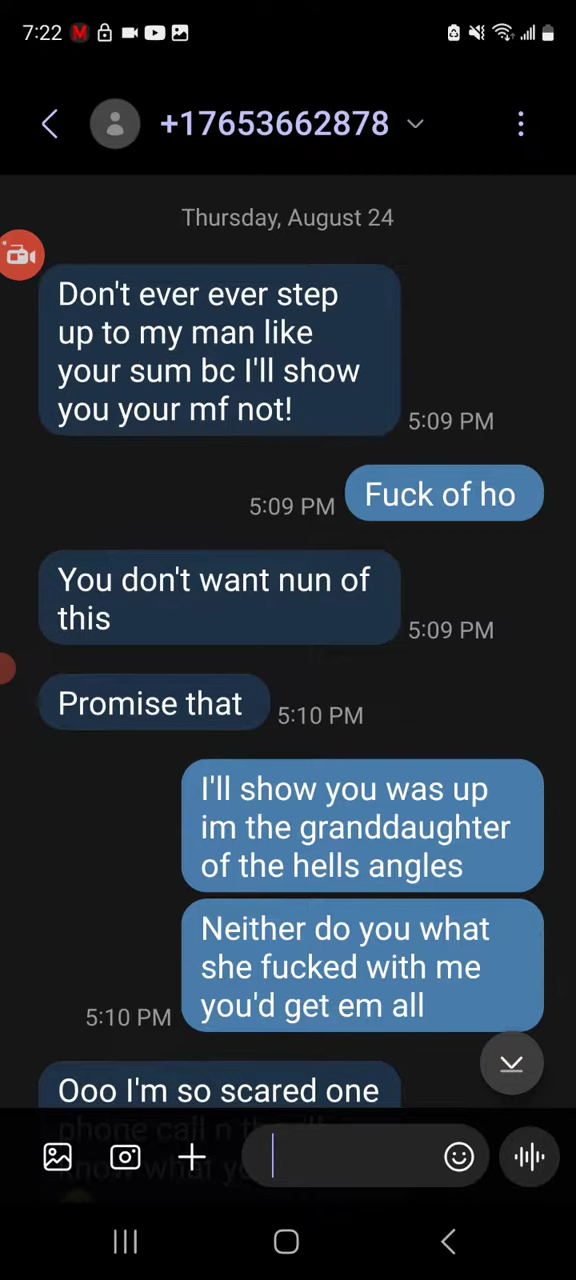 7:22
+17653662878
Thursday, August 24
Don't ever ever step
up to my man like
your sum bc I'll show
you your mf not!
5:09 PM
Fuck of ho
5:09 PM
You don't want nun of
this
5:09 PM
Promise that
5:10 PM
I'll show you was up
im the granddaughter
of the hells angles
Neither do you what
she fucked with me
you'd get em all
5:10 PM
Ooo I'm so scared one
phone call n
know what